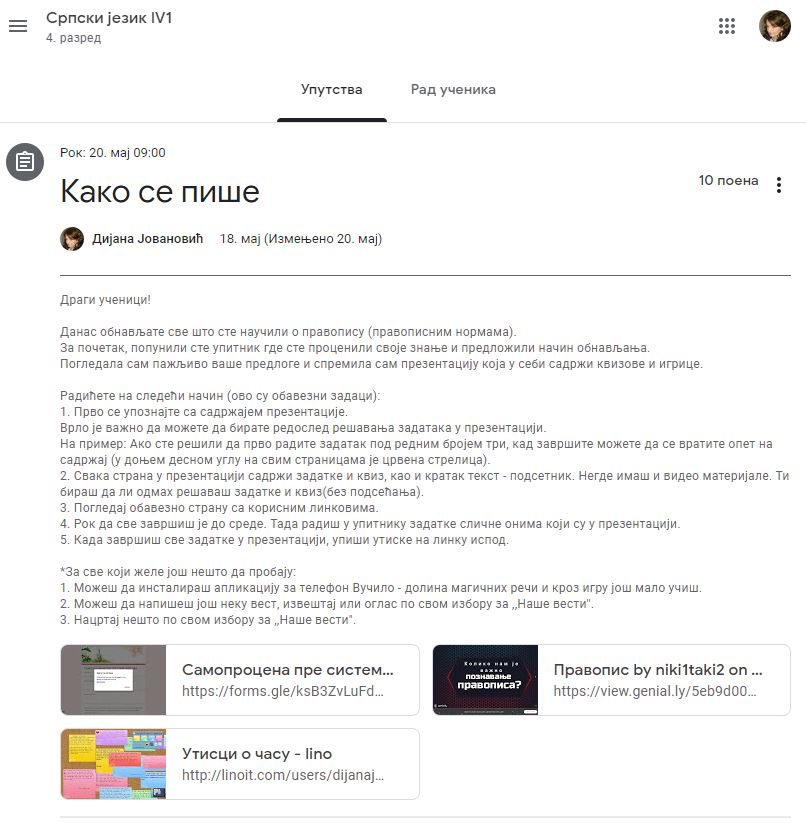 Српски језик IV1
4. разред
Упутства
Рад ученика
Рок: 20. мај 09:00
Како се пише
10 поена
Дијана Јовановић 18. мај (Измењено 20. мај)
Драги ученици!
Данас обнављате све што сте научили о правопису (правописним нормама).
За почетак, попунили сте упитник где сте проценили своје знање и предложили начин обнављања.
Погледала сам пажљиво ваше предлоге и спремила сам презентацију која у себи садржи квизове и игрице.
Радићете на следећи начин (ово су обавезни задаци):
1. Прво се упознајте са садржајем презентације.
Врло је важно да можете да бирате редослед решавања задатака у презентацији.
На пример: Ако сте решили да прво радите задатак под редним бројем три, кад завршите можете да се вратите опет на
садржај (у доњем десном углу на свим страницама је црвена стрелица).
2. Свака страна у презентацији садржи задатке и квиз, као и кратак текст - подсетник. Негде имаш и видео материјале. Ти
бираш да ли одмах решаваш задатке и квиз(без подсећања).
3. Погледај обавезно страну са корисним линковима.
4. Рок да све завршиш је до среде. Тада радиш у упитнику задатке сличне онима који су у презентацији.
5. Када завршиш све задатке у презентацији, упиши утиске на линку испод.
*За све који желе још нешто да пробају:
1. Можеш да инсталираш апликацију за телефон Вучило - долина магичних речи и кроз игру још мало учиш.
2. Можеш да напишеш још неку вест, извештај или оглас по свом избору за ,,Наше вести".
3. Нацртај нешто по свом избору за ,,Наше вести".
Самопроцена пре систем...
https://forms.gle/ksB3ZvLuFd...
Колико нам је
важно
познавање
правописа?
Правопис by niki1taki2 on ...
https://view.genial.ly/5eb9d00...
Утисци о часу - lino
http://linoit.com/users/dijanaj...